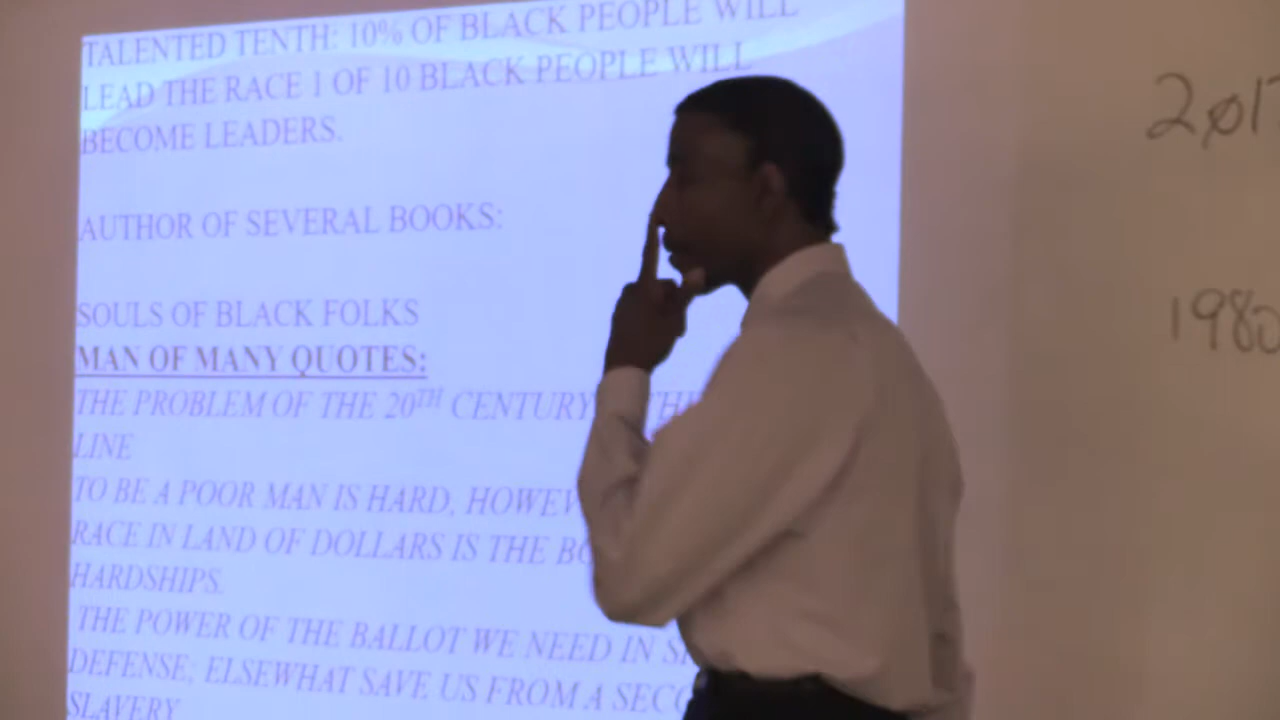 TALENTED TENTH: 10% OF BLACK PEOPLE WILL
LEAD THE RACE 1 OF 10 BLACK PEOPLE WILL
BECOME LEADERS.
AUTHOR OF SEVERAL BOOKS:
SOULS OF BLACK FOLKS
MAN OF MANY QUOTES:
THE PROBLEM OF THE 20TH CENTURY THE
LINE
TO BE A POOR MAN IS HARD, HOWEV
RACE IN LAND OF DOLLARS IS THE BO
HARDSHIPS.
THE POWER OF THE BALLOT WE NEED IN S
DEFENSE; ELSEWHAT SAVE US FROM A SECO
SLAVERY
2017
1980